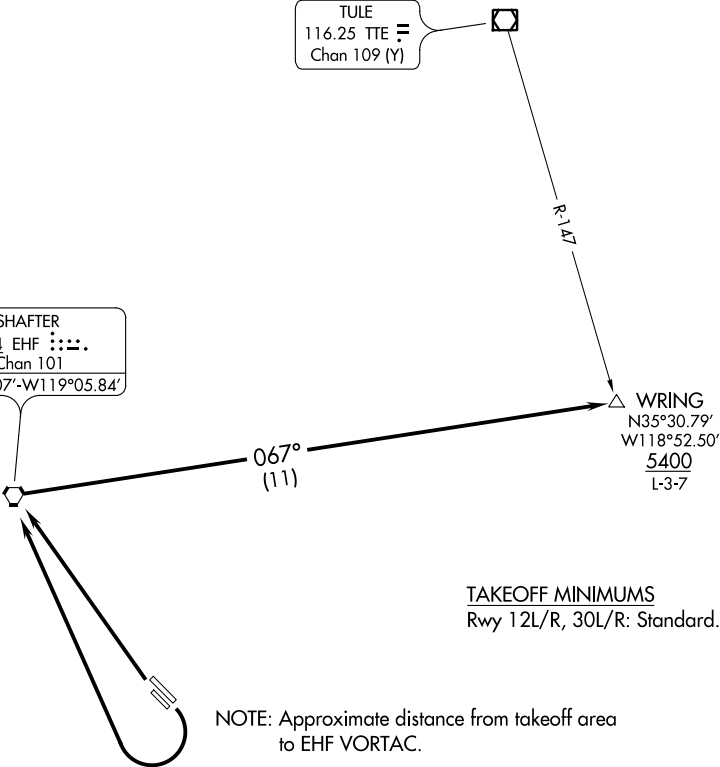 TULE
116.25 TTE
Chan 109 (Y)
R-147
SHAFTER
EHF
Chan 101
07′-W119°05.84′
WRING
N35°30.79′
W118°52.50′
5400
L-3-7
067°
(11)
TAKEOFF MINIMUMS
Rwy 12L/R, 30L/R: Standard.
NOTE: Approximate distance from takeoff area
to EHF VORTAC.